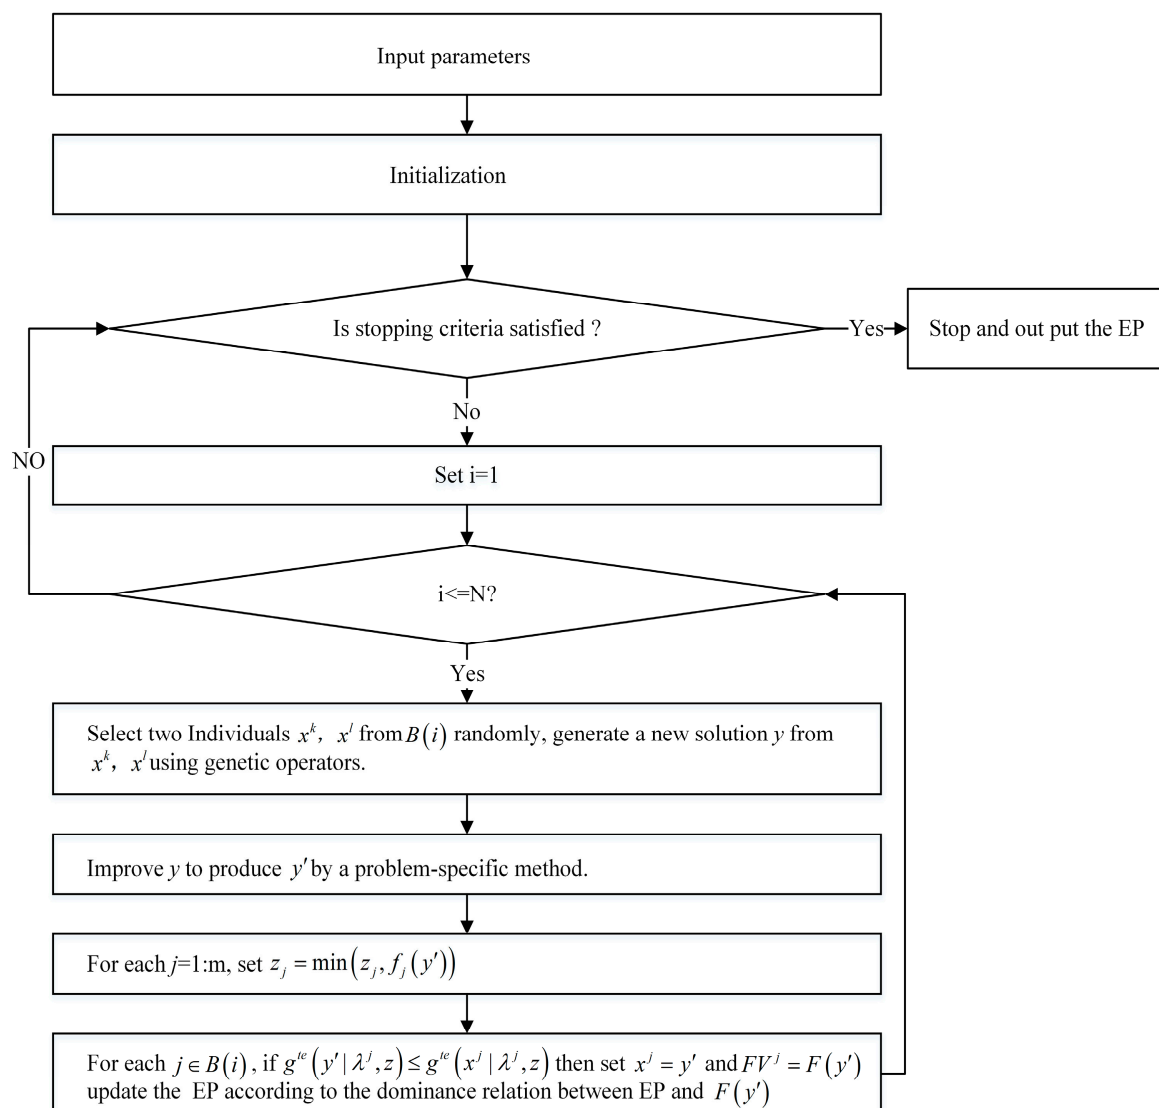 Input parameters
Initialization
Is stopping criteria satisfied ?
Yes
Stop and out put the EP
No
NO
Set i=1
i<=N?
Yes
Select two Individuals x^k, x^l from B(i) randomly, generate a new solution y from
x^k, x^l using genetic operators.
Improve y to produce y′ by a problem-specific method.
For each j=1:m, set z_j = min(z_j, f_j(y′))
For each j ∈ B(i), if g^te(y′ | λ^j, z) ≤ g^te(x^j | λ^j, z) then set x^j = y′ and FV^j = F(y′)
update the EP according to the dominance relation between EP and F(y′)